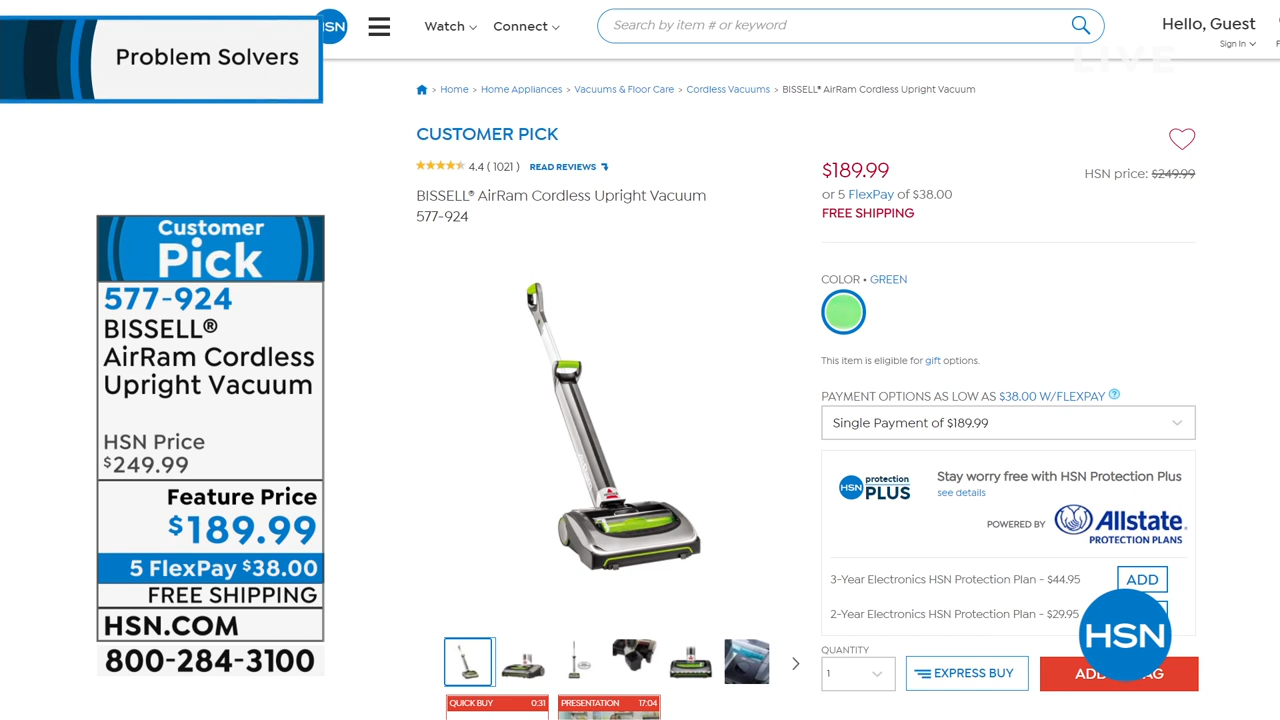 Problem Solvers
HSN
Watch
Connect
Search by item # or keyword
Hello, Guest
Sign In
LIVE
Home > Home Appliances > Vacuums & Floor Care > Cordless Vacuums > BISSELL® AirRam Cordless Upright Vacuum
CUSTOMER PICK
4.4 ( 1021 ) READ REVIEWS
BISSELL® AirRam Cordless Upright Vacuum
577-924
$189.99
HSN price: $249.99
or 5 FlexPay of $38.00
FREE SHIPPING
COLOR • GREEN
This item is eligible for gift options.
PAYMENT OPTIONS AS LOW AS $38.00 W/FLEXPAY ?
Single Payment of $189.99
HSN protection PLUS
Stay worry free with HSN Protection Plus
see details
POWERED BY Allstate.
PROTECTION PLANS
3-Year Electronics HSN Protection Plan - $44.95 ADD
2-Year Electronics HSN Protection Plan - $29.95
QUANTITY
1
EXPRESS BUY
HSN
QUICK BUY 0:31
PRESENTATION 17:04
Customer
Pick
577-924
BISSELL®
AirRam Cordless
Upright Vacuum
HSN Price
$249.99
Feature Price
$189.99
5 FlexPay $38.00
FREE SHIPPING
HSN.COM
800-284-3100
BISSELL